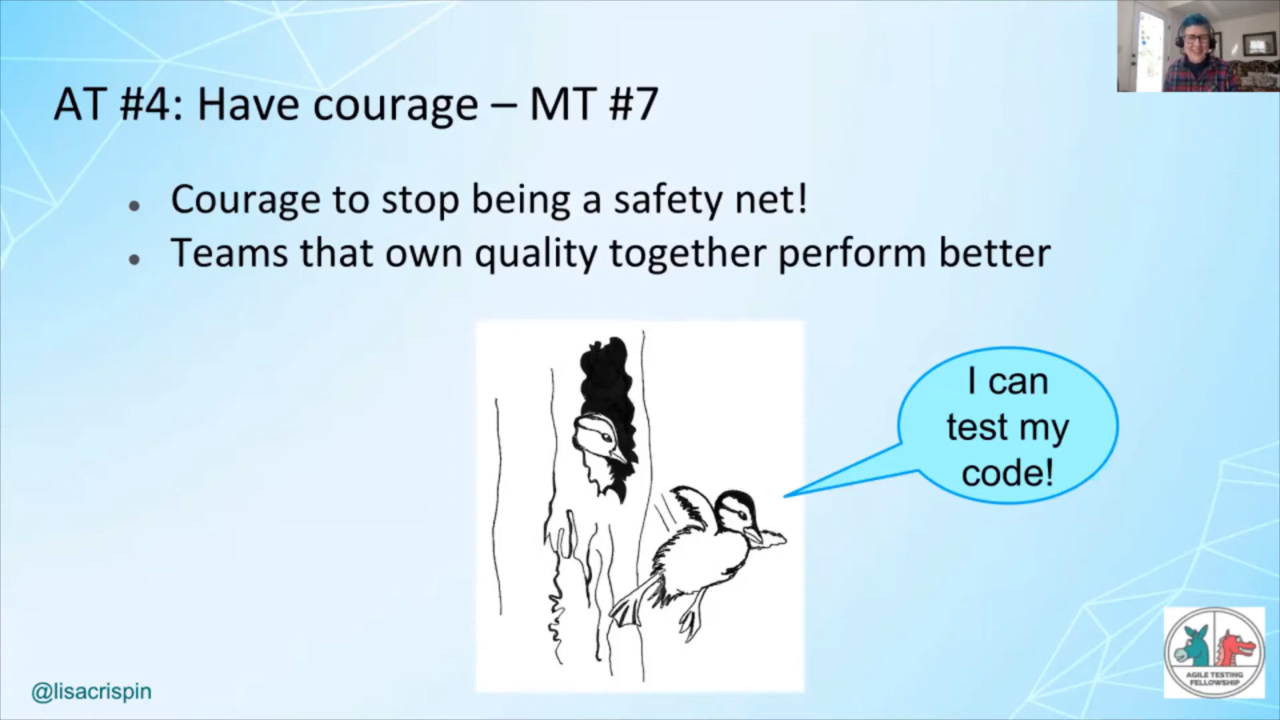 AT #4: Have courage – MT #7
Courage to stop being a safety net!
Teams that own quality together perform better
I can
test my
code!
@lisacrispin
AGILE TESTING
FELLOWSHIP